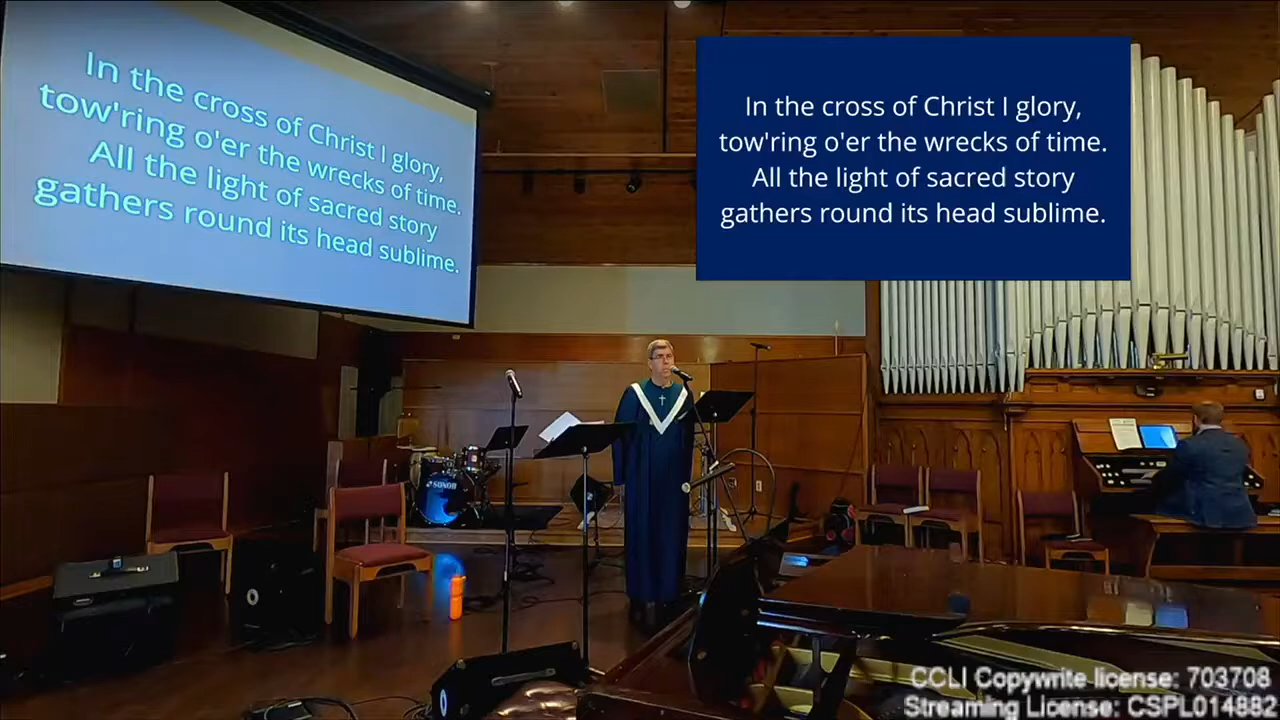 In the cross of Christ I glory,
tow'ring o'er the wrecks of time.
All the light of sacred story
gathers round its head sublime.
In the cross of Christ I glory,
tow'ring o'er the wrecks of time.
All the light of sacred story
gathers round its head sublime.
SONOR
CCLI Copywrite license: 703708
Streaming License: CSPL014882